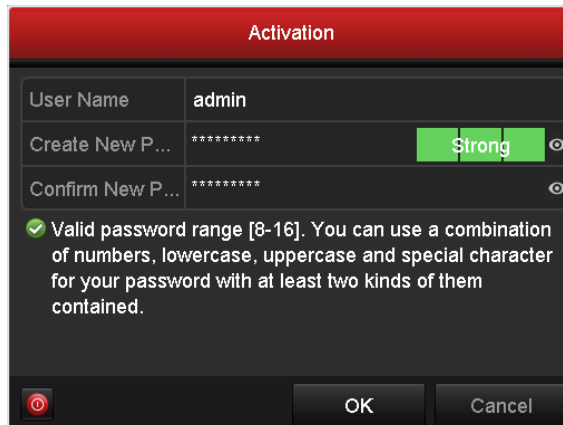 Activation
User Name admin
Create New P... ********* Strong
Confirm New P... *********
Valid password range [8-16]. You can use a combination
of numbers, lowercase, uppercase and special character
for your password with at least two kinds of them
contained.
OK Cancel